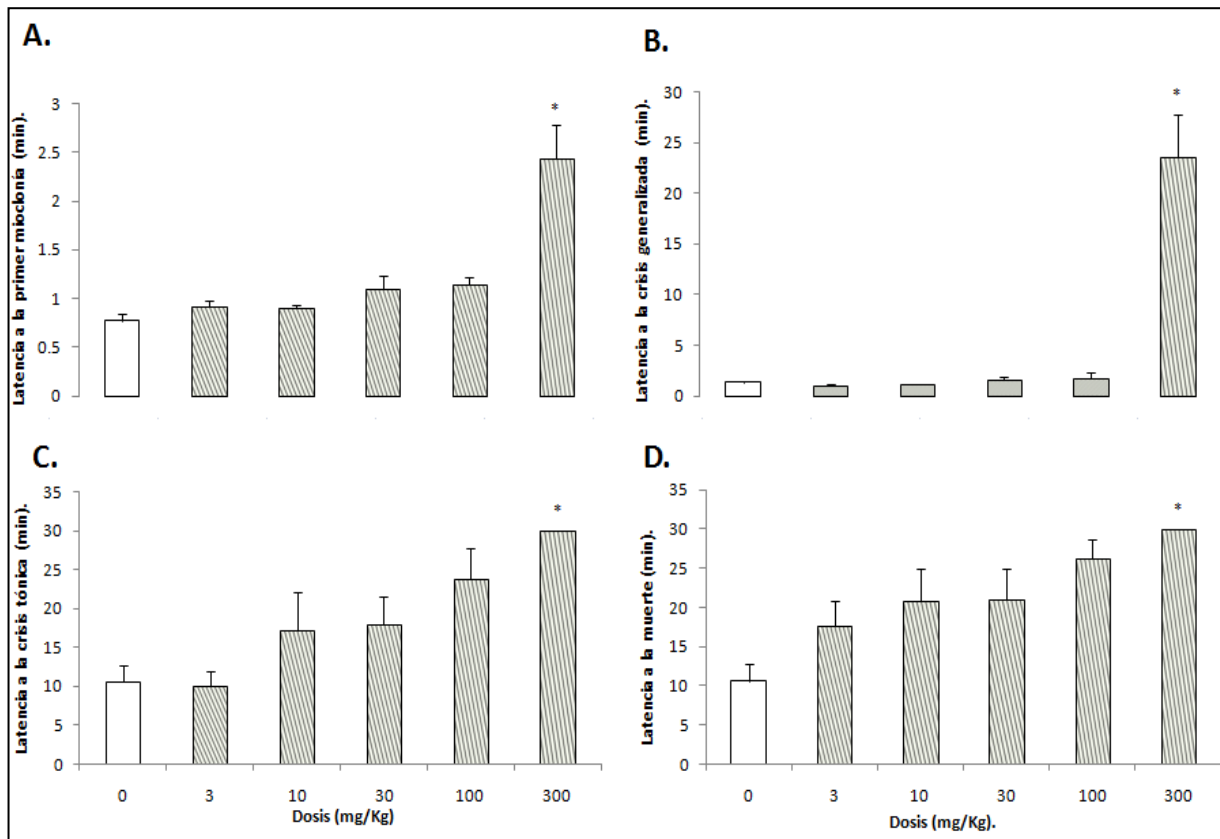 A.
Latencia a la primer mioclonía (min).
3
2.5
2
1.5
1
0.5
0
*
B.
Latencia a la crisis generalizada (min).
30
25
20
15
10
5
0
*
C.
Latencia a la crisis tónica (min).
35
30
25
20
15
10
5
0
*
0 3 10 30 100 300
Dosis (mg/Kg)
D.
Latencia a la muerte (min).
35
30
25
20
15
10
5
0
*
0 3 10 30 100 300
Dosis (mg/Kg).